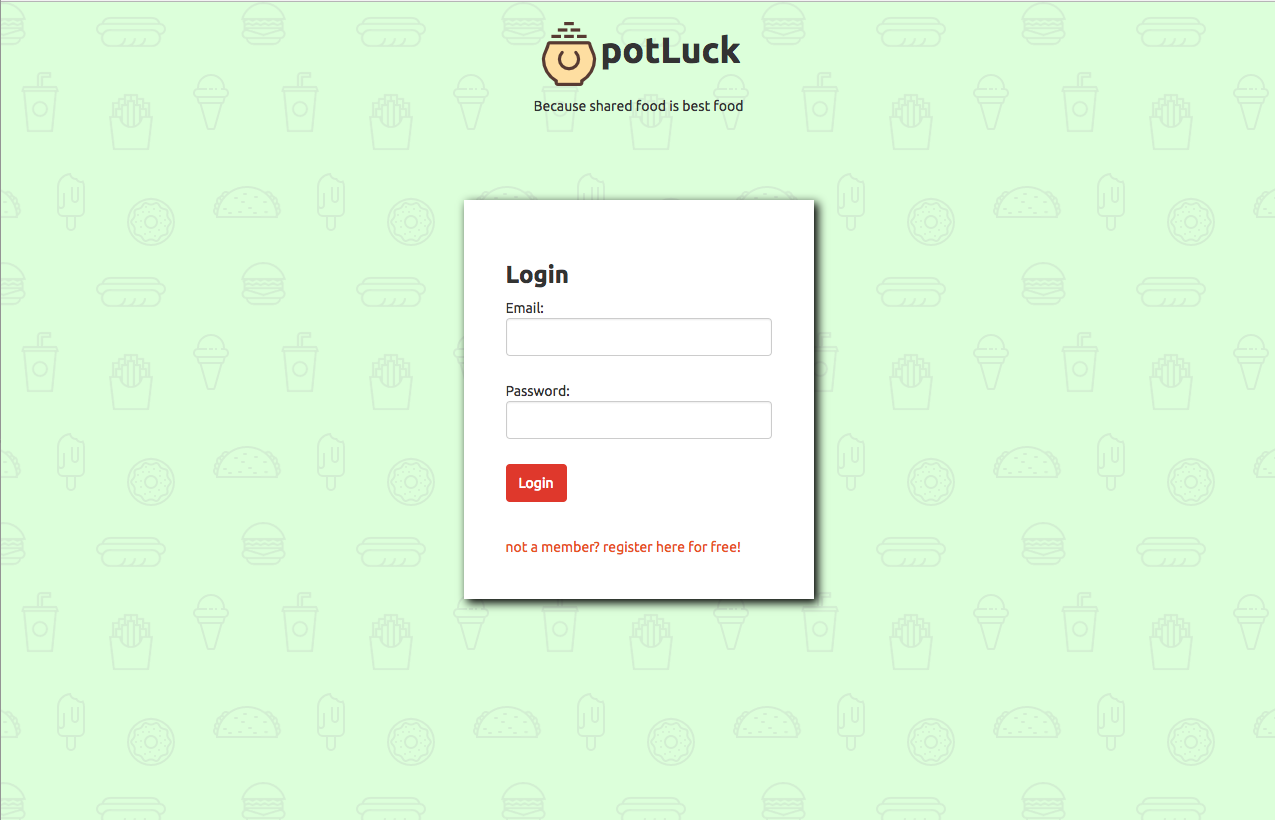 potLuck
Because shared food is best food
Login
Email:
Password:
Login
not a member? register here for free!